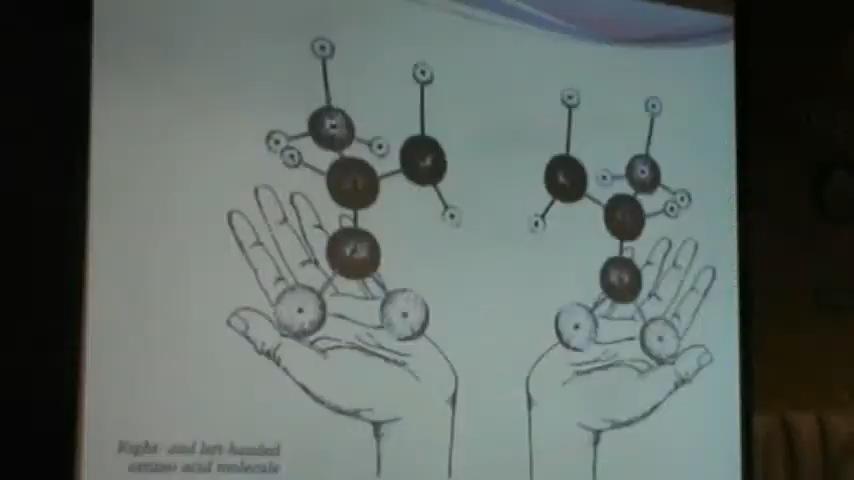 Right- and left-handed
amino acid molecule